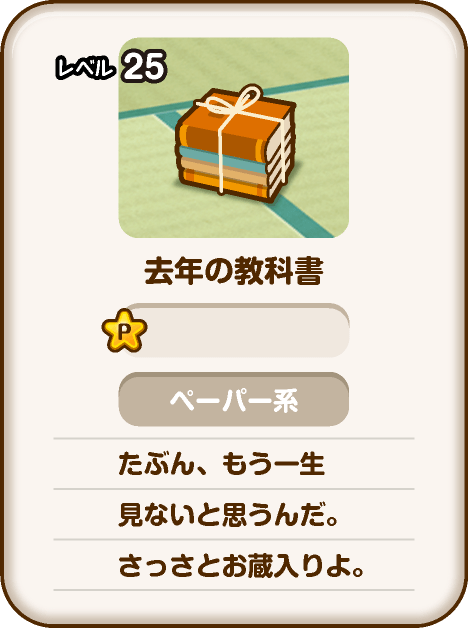 レベル 25
去年の教科書
P
ペーパー系
たぶん、もう一生
見ないと思うんだ。
さっさとお蔵入りよ。